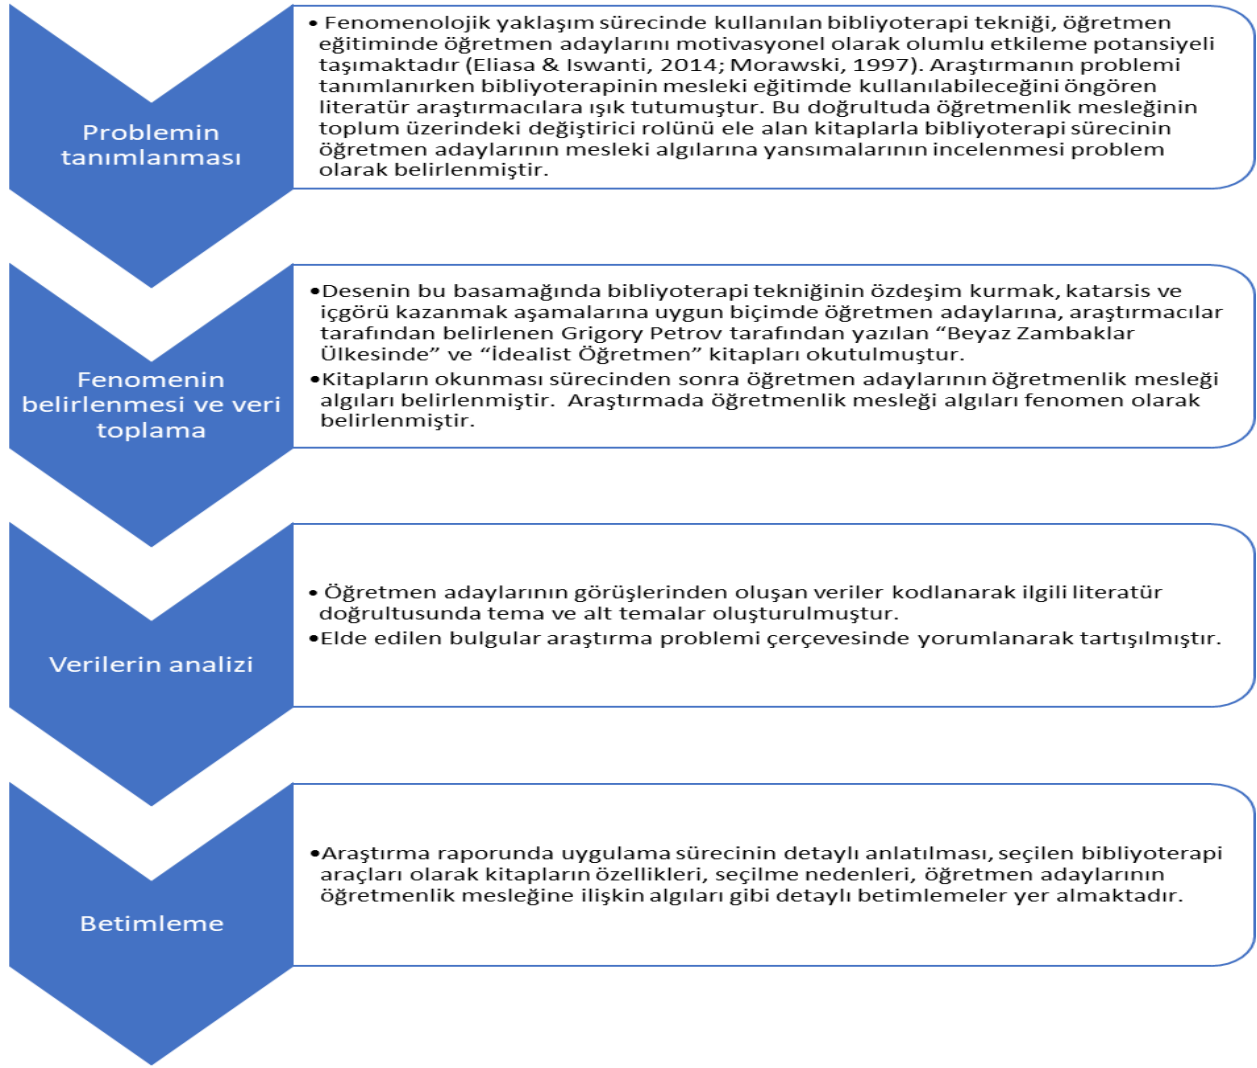 Problemin
tanımlanması
• Fenomenolojik yaklaşım sürecinde kullanılan bibliyoterapi tekniği, öğretmen
eğitiminde öğretmen adaylarını motivasyonel olarak olumlu etkileme potansiyeli
taşımaktadır (Eliasa & Iswanti, 2014; Morawski, 1997). Araştırmanın problemi
tanımlanırken bibliyoterapinin mesleki eğitimde kullanılabileceğini öngören
literatür araştırmacılara ışık tutumuştur. Bu doğrultuda öğretmenlik mesleğinin
toplum üzerindeki değiştirici rolünü ele alan kitaplarla bibliyoterapi sürecinin
öğretmen adaylarının mesleki algılarına yansımalarının incelenmesi problem
olarak belirlenmiştir.
Fenomenin
belirlenmesi ve veri
toplama
•Desenin bu basamağında bibliyoterapi tekniğinin özdeşim kurmak, katarsis ve
içgörü kazanmak aşamalarına uygun biçimde öğretmen adaylarına, araştırmacılar
tarafından belirlenen Grigory Petrov tarafından yazılan “Beyaz Zambaklar
Ülkesinde” ve “İdealist Öğretmen” kitapları okutulmuştur.
•Kitapların okunması sürecinden sonra öğretmen adaylarının öğretmenlik mesleği
algıları belirlenmiştir. Araştırmada öğretmenlik mesleği algıları fenomen olarak
belirlenmiştir.
Verilerin analizi
• Öğretmen adaylarının görüşlerinden oluşan veriler kodlanarak ilgili literatür
doğrultusunda tema ve alt temalar oluşturulmuştur.
•Elde edilen bulgular araştırma problemi çerçevesinde yorumlanarak tartışılmıştır.
Betimleme
•Araştırma raporunda uygulama sürecinin detaylı anlatılması, seçilen bibliyoterapi
araçları olarak kitapların özellikleri, seçilme nedenleri, öğretmen adaylarının
öğretmenlik mesleğine ilişkin algıları gibi detaylı betimlemeler yer almaktadır.